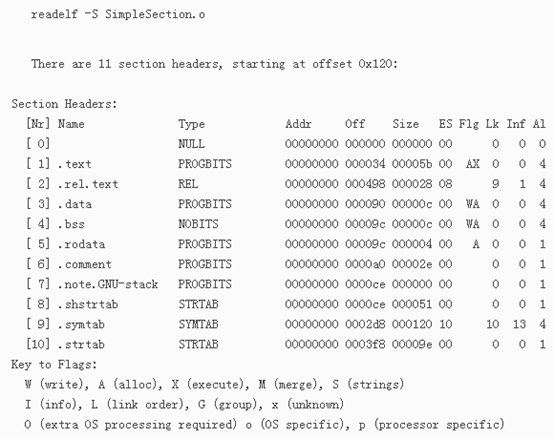 readelf -S SimpleSection.o
There are 11 section headers, starting at offset 0x120:
Section Headers:
[Nr] Name Type Addr Off Size ES Flg Lk Inf Al
[ 0] NULL 00000000 000000 000000 00 0 0 0
[ 1] .text PROGBITS 00000000 000034 00005b 00 AX 0 0 4
[ 2] .rel.text REL 00000000 000498 000028 08 9 1 4
[ 3] .data PROGBITS 00000000 000090 00000c 00 WA 0 0 4
[ 4] .bss NOBITS 00000000 00009c 00000c 00 WA 0 0 4
[ 5] .rodata PROGBITS 00000000 00009c 000004 00 A 0 0 1
[ 6] .comment PROGBITS 00000000 0000a0 00002e 00 0 0 1
[ 7] .note.GNU-stack PROGBITS 00000000 0000ce 000000 00 0 0 1
[ 8] .shstrtab STRTAB 00000000 0000ce 000051 00 0 0 1
[ 9] .symtab SYMTAB 00000000 0002d8 000120 10 10 13 4
[10] .strtab STRTAB 00000000 0003f8 00009e 00 0 0 1
Key to Flags:
W (write), A (alloc), X (execute), M (merge), S (strings)
I (info), L (link order), G (group), x (unknown)
O (extra OS processing required) o (OS specific), p (processor specific)